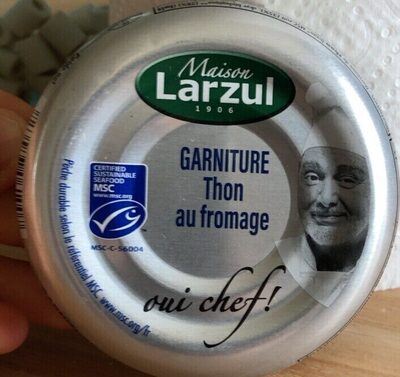 Maison
Larzul
1906
GARNITURE
Thon
au fromage
CERTIFIED
SUSTAINABLE
SEAFOOD
MSC
www.msc.org
MSC-C-56004
Pêche durable selon le référentiel MSC. www.msc.org/fr
oui chef!